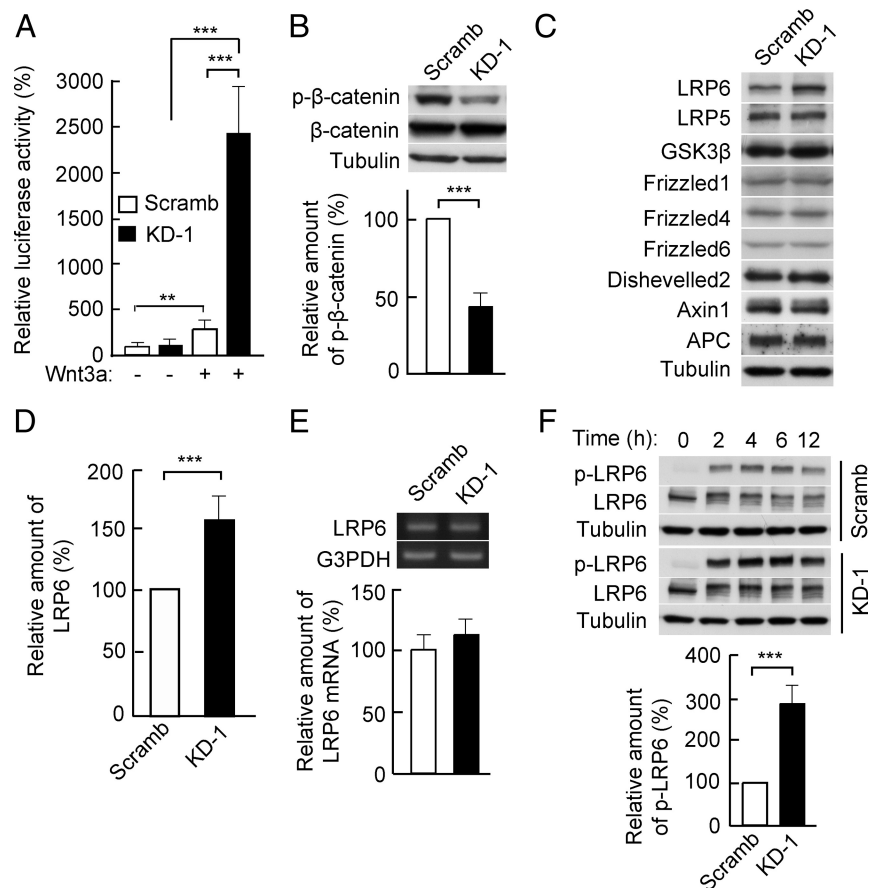 A
Relative luciferase activity (%)
3000
2500
2000
1500
1000
500
0
***
***
**
Scramb
KD-1
Wnt3a: - - + +
B
Scramb KD-1
p-β-catenin
β-catenin
Tubulin
Relative amount
of p-β-catenin (%)
100
50
0
***
C
Scramb KD-1
LRP6
LRP5
GSK3β
Frizzled1
Frizzled4
Frizzled6
Dishevelled2
Axin1
APC
Tubulin
D
Relative amount of
LRP6 (%)
200
150
100
50
0
***
Scramb KD-1
E
Scramb KD-1
LRP6
G3PDH
Relative amount of
LRP6 mRNA (%)
150
100
50
0
F
Time (h): 0 2 4 6 12
p-LRP6
LRP6
Tubulin
Scramb
p-LRP6
LRP6
Tubulin
KD-1
Relative amount
of p-LRP6 (%)
400
300
200
100
0
***
Scramb KD-1